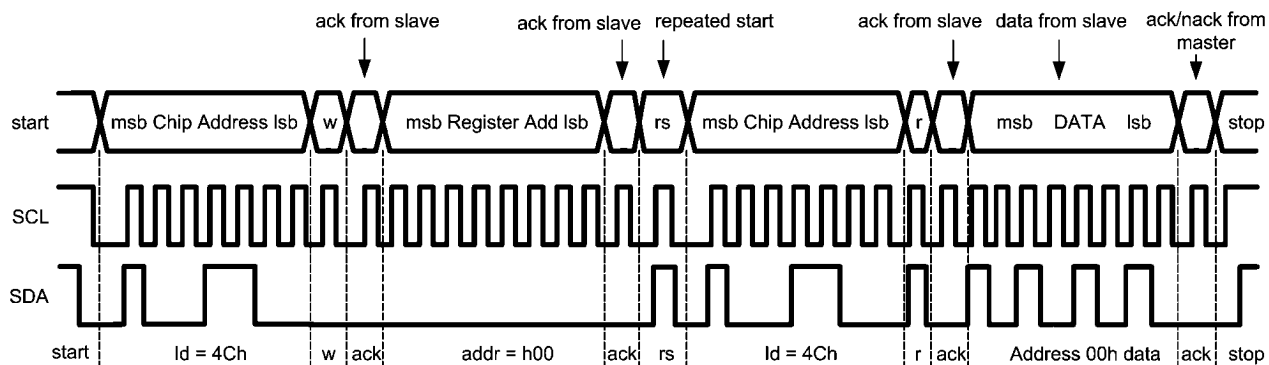 ack from slave
ack from slave
repeated start
ack from slave
data from slave
ack/nack from
master
start
msb Chip Address lsb
w
msb Register Add lsb
rs
msb Chip Address lsb
r
msb DATA lsb
stop
SCL
SDA
start
Id = 4Ch
w
ack
addr = h00
ack
rs
Id = 4Ch
r
ack
Address 00h data
ack
stop